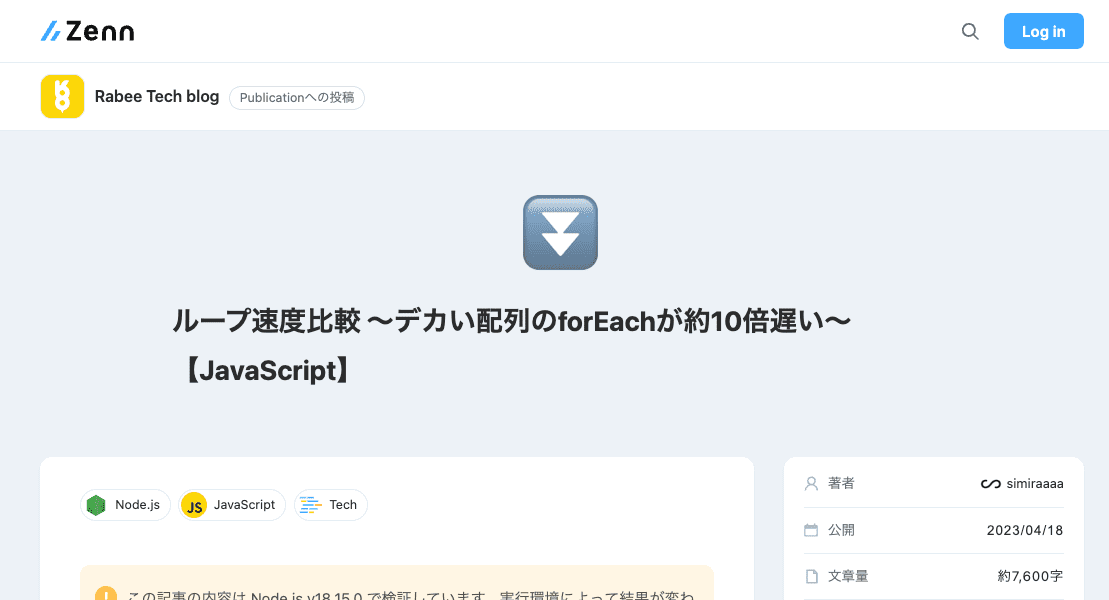 Zenn
Log in
Rabee Tech blog
Publicationへの投稿
ループ速度比較 〜デカい配列のforEachが約10倍遅い〜
【JavaScript】
Node.js
JS
JavaScript
Tech
著者
simiraaaa
公開
2023/04/18
文章量
約7,600字
この記事の内容は Node.js v18.15.0 で検証しています。実行環境によって結果が変わ